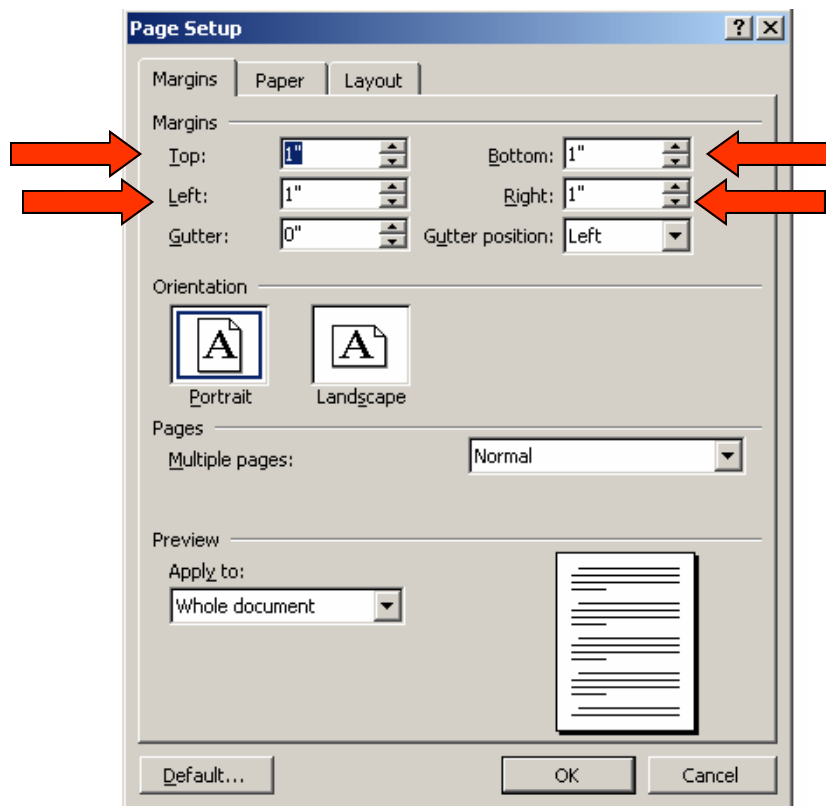 Page Setup
Margins Paper Layout
Margins
Top: 1" Bottom: 1"
Left: 1" Right: 1"
Gutter: 0" Gutter position: Left
Orientation
A A
Portrait Landscape
Pages
Multiple pages: Normal
Preview
Apply to:
Whole document
Default... OK Cancel